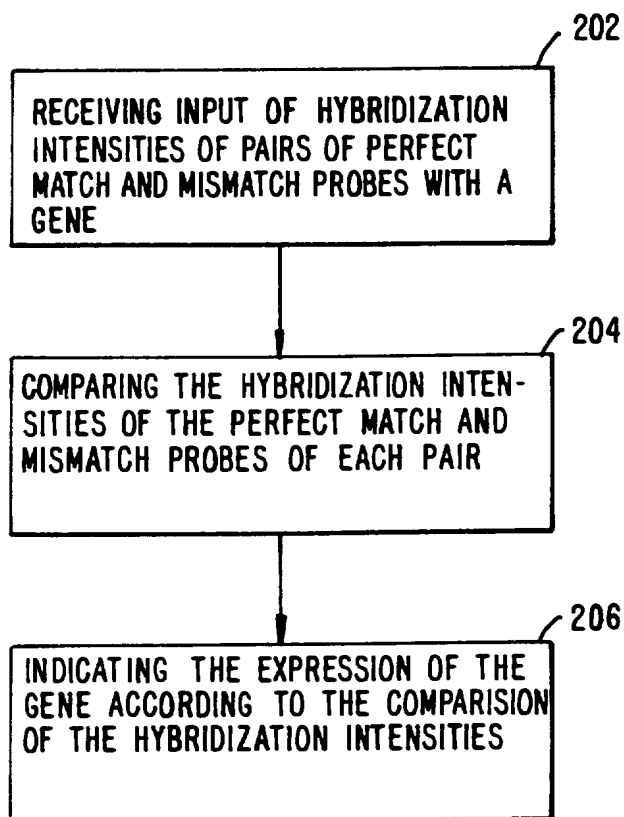 202
RECEIVING INPUT OF HYBRIDIZATION
INTENSITIES OF PAIRS OF PERFECT
MATCH AND MISMATCH PROBES WITH A
GENE
204
COMPARING THE HYBRIDIZATION INTEN-
SITIES OF THE PERFECT MATCH AND
MISMATCH PROBES OF EACH PAIR
206
INDICATING THE EXPRESSION OF THE
GENE ACCORDING TO THE COMPARISION
OF THE HYBRIDIZATION INTENSITIES